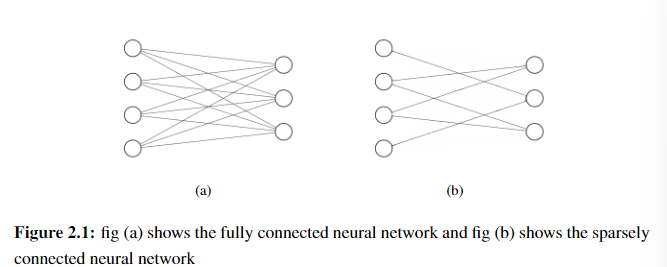 (a)
(b)
Figure 2.1: fig (a) shows the fully connected neural network and fig (b) shows the sparsely
connected neural network